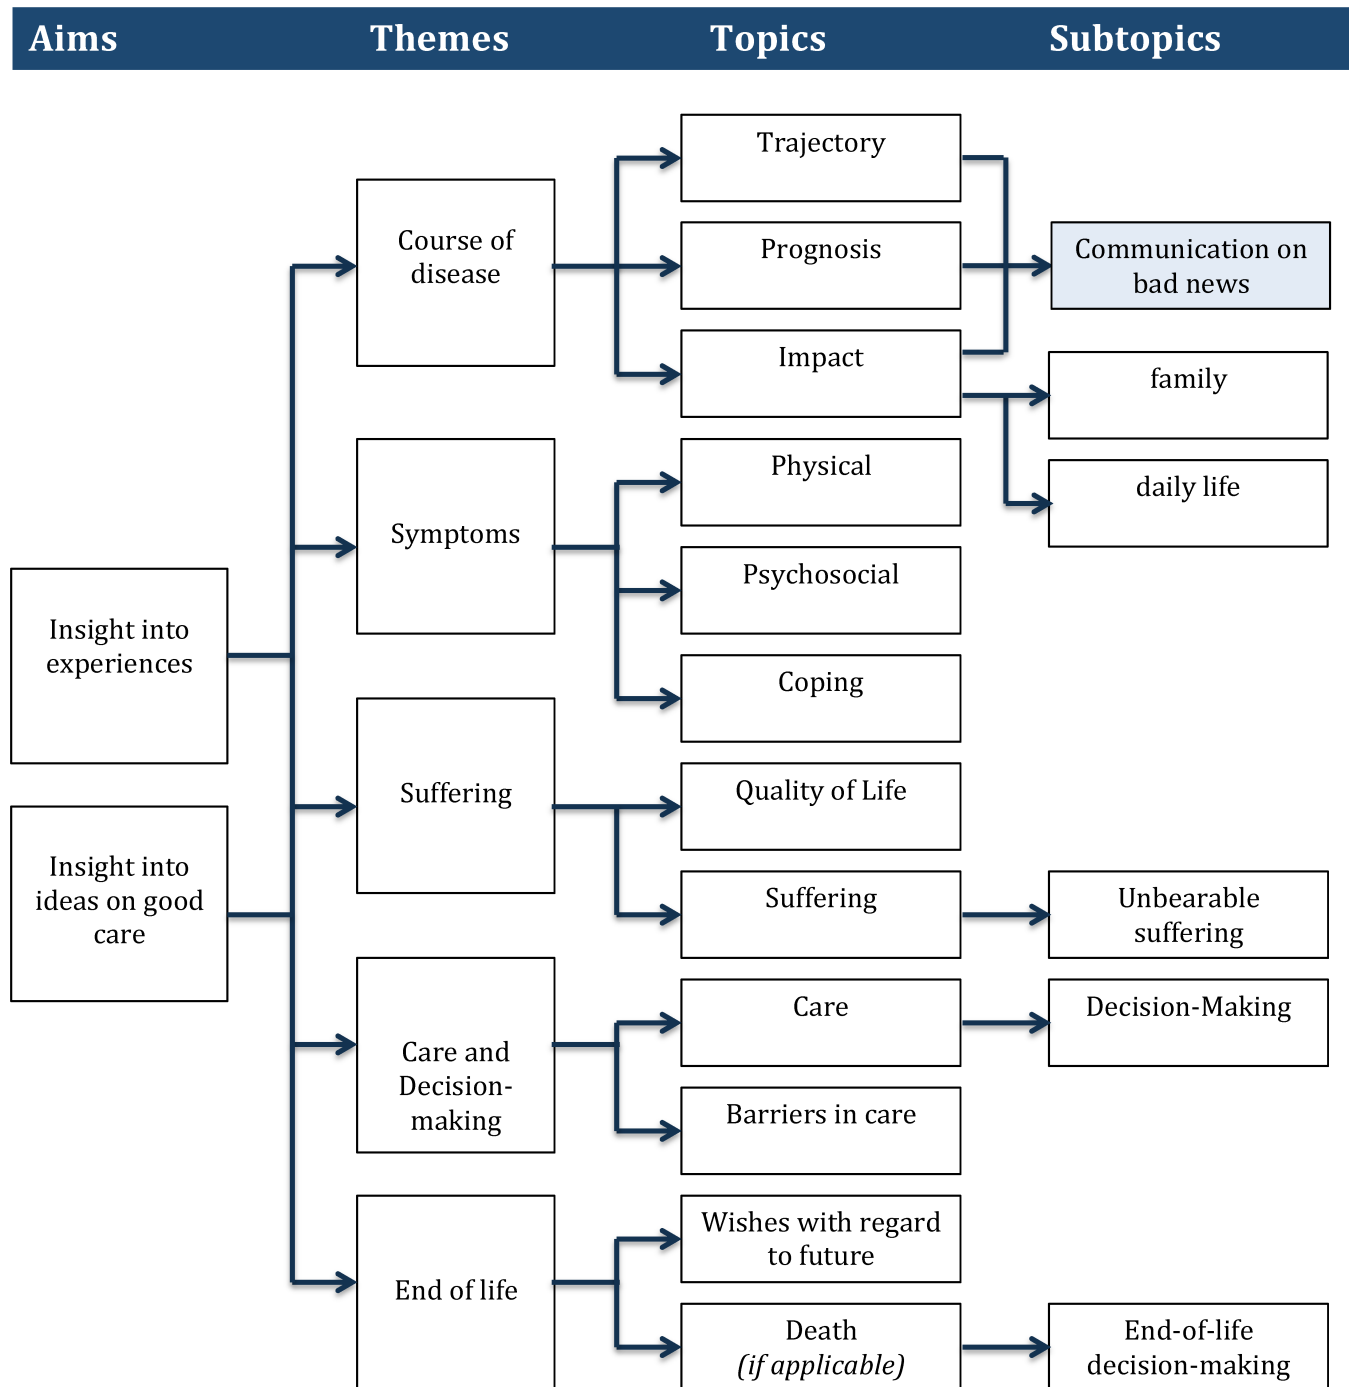 Aims
Themes
Topics
Subtopics
Insight into
experiences
Insight into
ideas on good
care
Course of
disease
Symptoms
Suffering
Care and
Decision-
making
End of life
Trajectory
Prognosis
Impact
Physical
Psychosocial
Coping
Quality of Life
Suffering
Care
Barriers in care
Wishes with regard
to future
Death
(if applicable)
Communication on
bad news
family
daily life
Unbearable
suffering
Decision-Making
End-of-life
decision-making